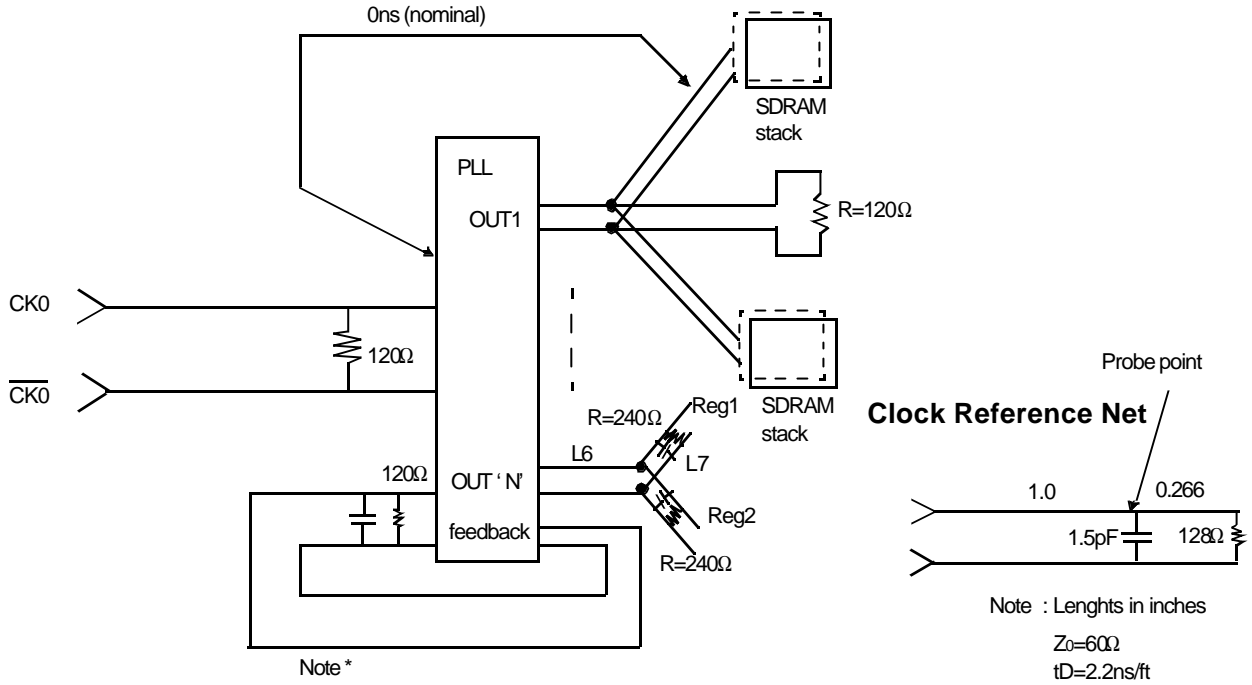 0ns (nominal)
SDRAM
stack
PLL
OUT1
R=120Ω
CK0
120Ω
C̅K̅0̅
Probe point
Reg1
SDRAM
stack
Clock Reference Net
R=240Ω
L6
L7
120Ω
OUT ‘ N’
Reg2
feedback
R=240Ω
1.0
0.266
1.5pF
128Ω
Note : Lenghts in inches
Z0=60Ω
tD=2.2ns/ft
Note *